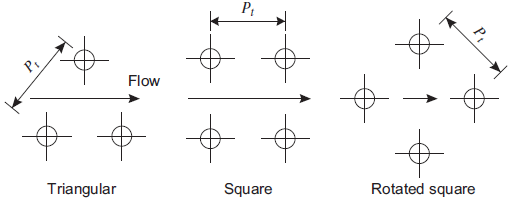 P_t
Flow
Triangular
P_t
Square
P_t
Rotated square